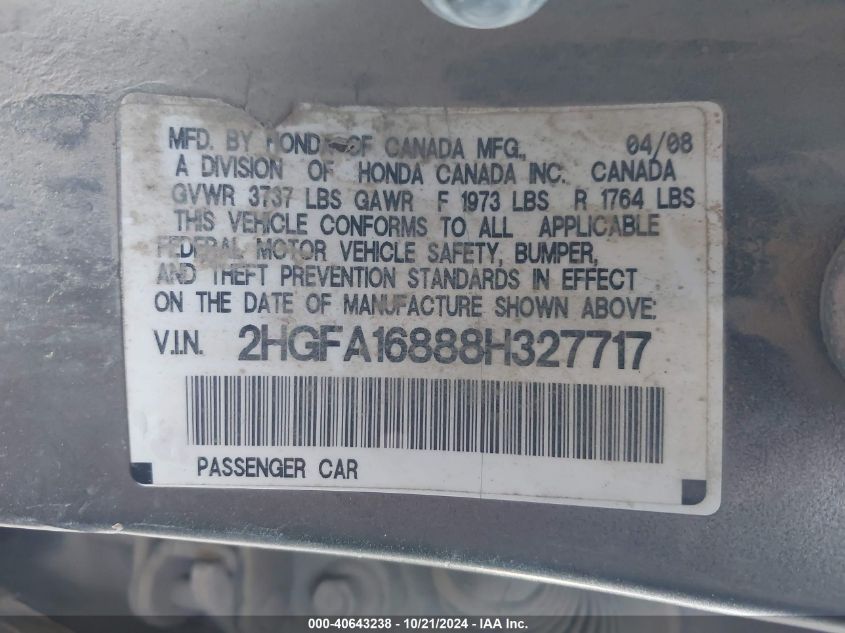 MFD. BY HONDA OF CANADA MFG., 04/08
A DIVISION OF HONDA CANADA INC. CANADA
GVWR 3737 LBS GAWR F 1973 LBS R 1764 LBS
THIS VEHICLE CONFORMS TO ALL APPLICABLE
FEDERAL MOTOR VEHICLE SAFETY, BUMPER,
AND THEFT PREVENTION STANDARDS IN EFFECT
ON THE DATE OF MANUFACTURE SHOWN ABOVE.
V.I.N. 2HGFA16888H327717
PASSENGER CAR
000-40643238 - 10/21/2024 - IAA Inc.